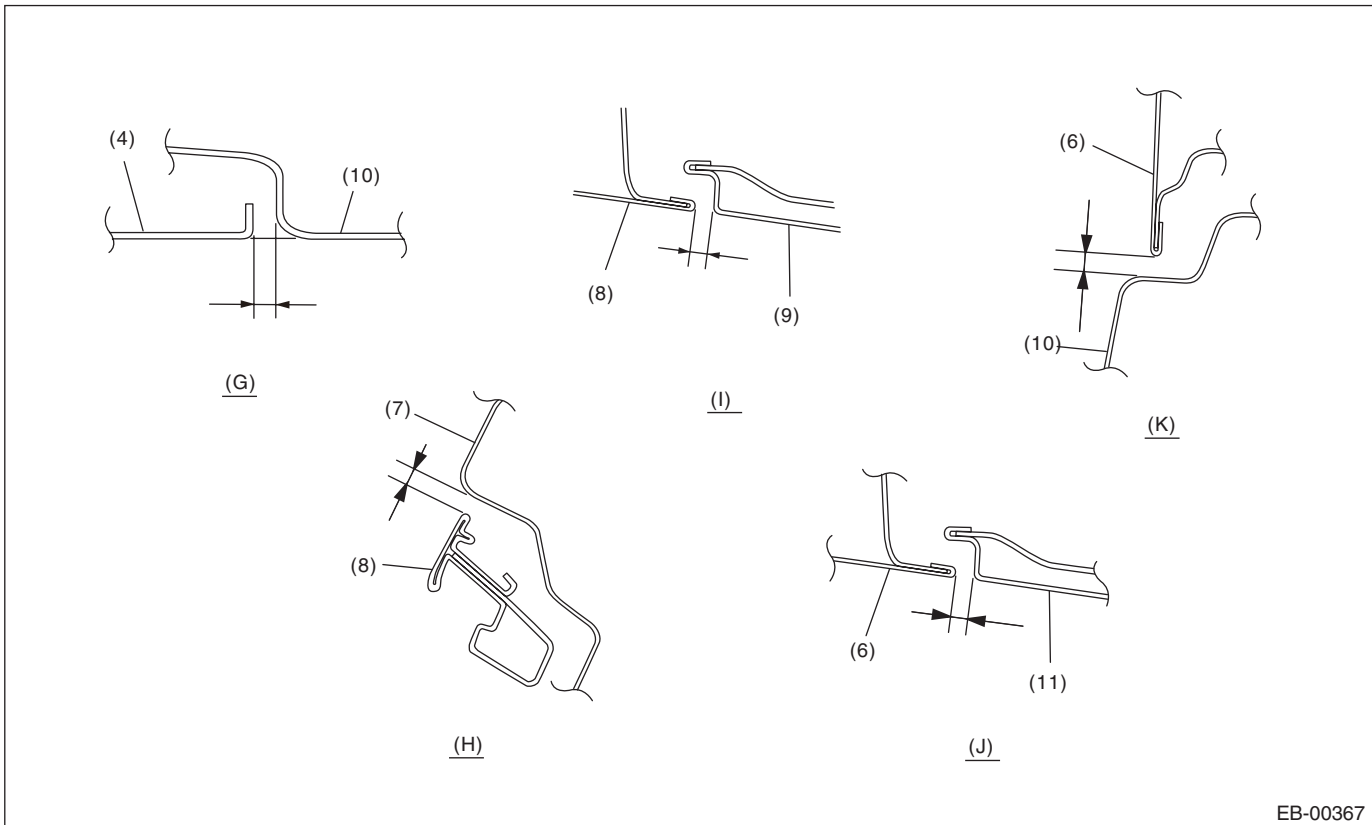 (4)
(10)
(G)
(8)
(9)
(I)
(6)
(10)
(K)
(7)
(8)
(H)
(6)
(11)
(J)
EB-00367